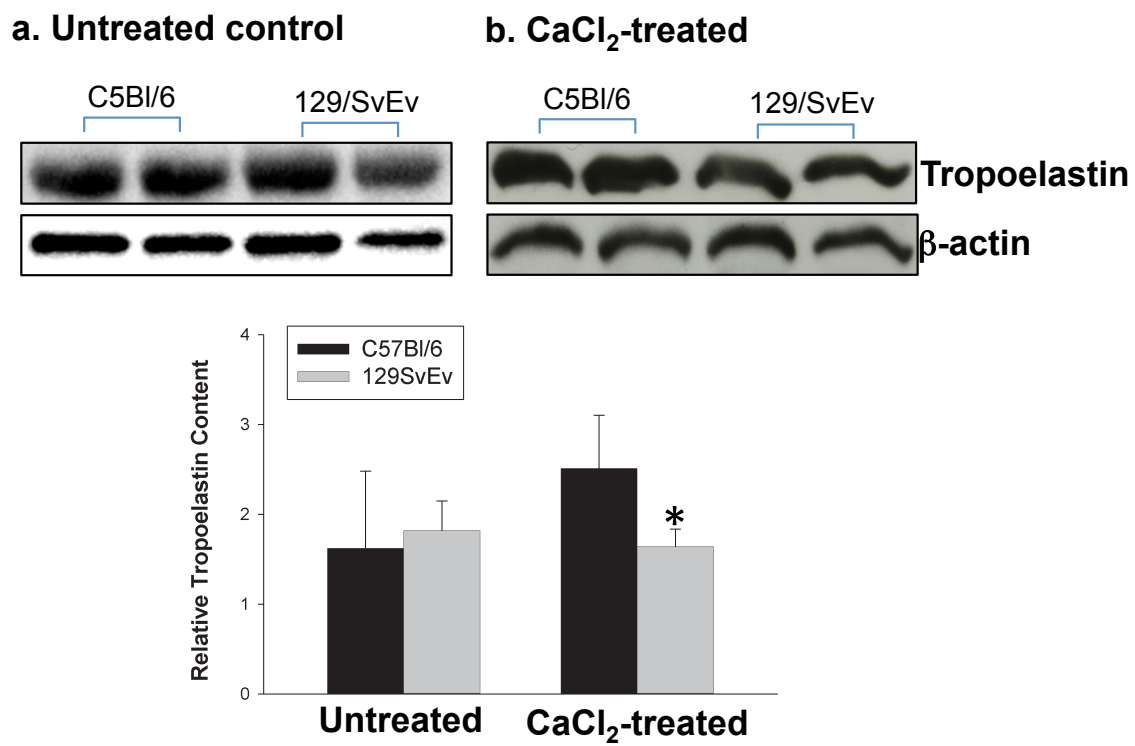 a. Untreated control
b. CaCl₂-treated
C5Bl/6
129/SvEv
C5Bl/6
129/SvEv
Tropoelastin
β-actin
4
3
2
1
0
Relative Tropoelastin Content
C57Bl/6
129SvEv
*
Untreated
CaCl₂-treated